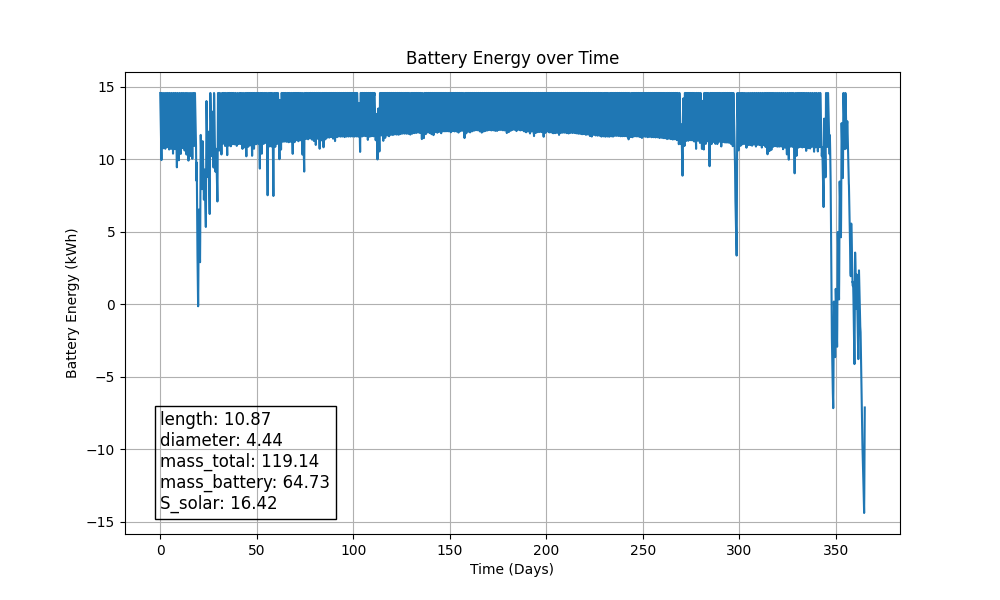 Battery Energy over Time
Battery Energy (kWh)
15
10
5
0
−5
−10
−15
length: 10.87
diameter: 4.44
mass_total: 119.14
mass_battery: 64.73
S_solar: 16.42
0 50 100 150 200 250 300 350
Time (Days)